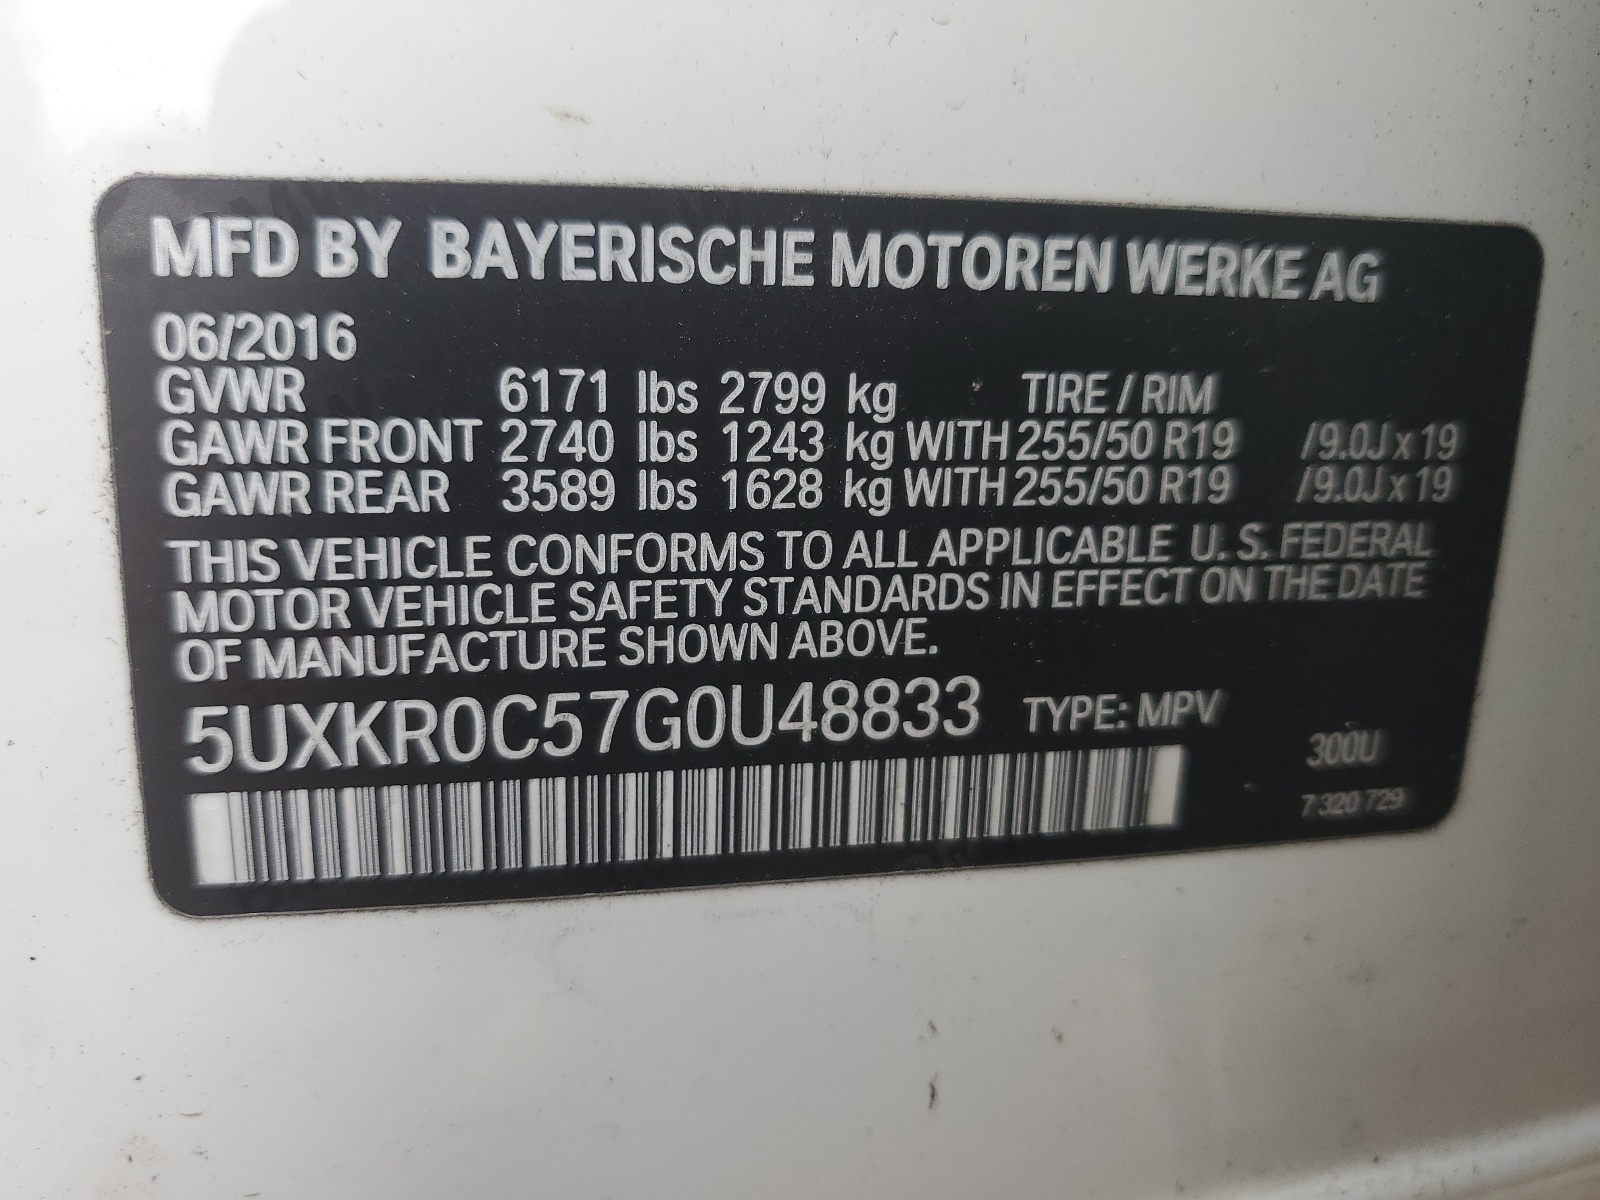 MFD BY BAYERISCHE MOTOREN WERKE AG
06/2016
GVWR 6171 lbs 2799 kg TIRE / RIM
GAWR FRONT 2740 lbs 1243 kg WITH 255/50 R19 /9.0J x 19
GAWR REAR 3589 lbs 1628 kg WITH 255/50 R19 /9.0J x 19
THIS VEHICLE CONFORMS TO ALL APPLICABLE U. S. FEDERAL
MOTOR VEHICLE SAFETY STANDARDS IN EFFECT ON THE DATE
OF MANUFACTURE SHOWN ABOVE.
5UXKR0C57G0U48833 TYPE: MPV
300U
7 320 729